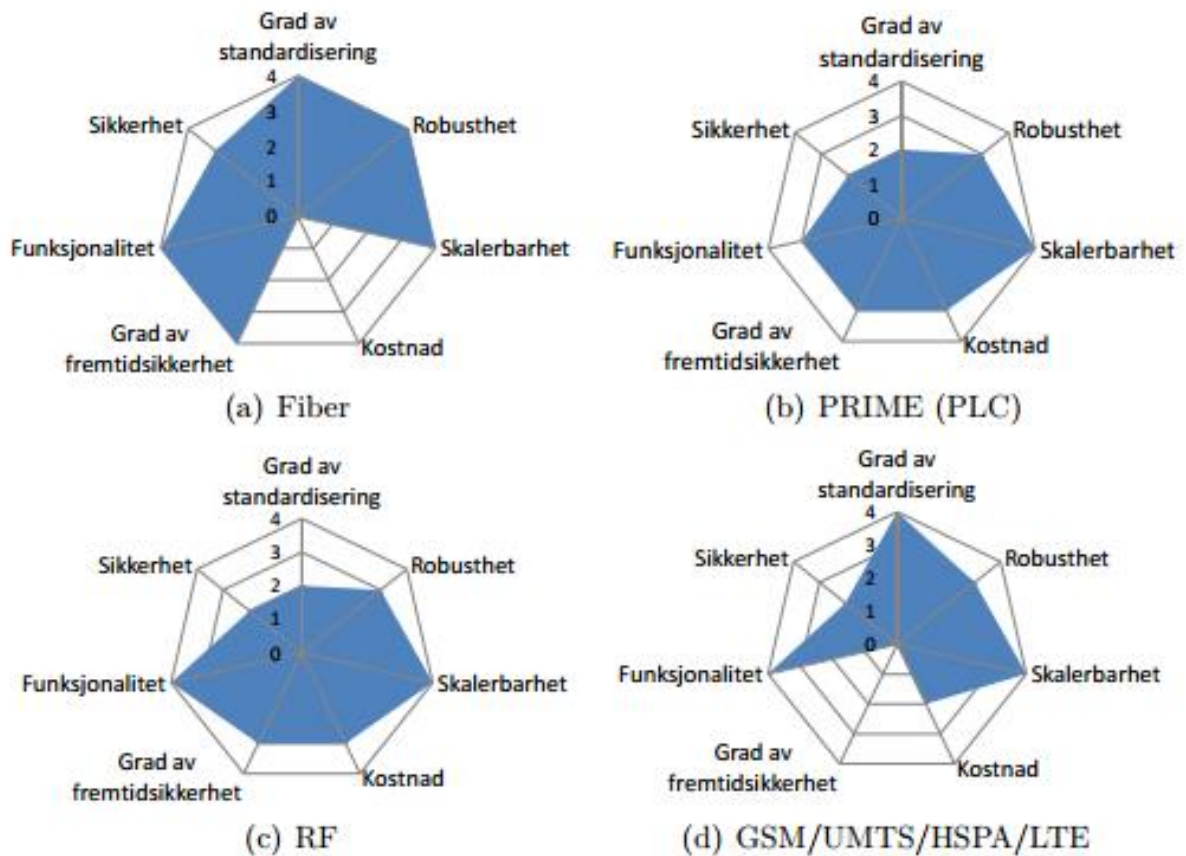 Grad av
standardisering
4
3
2
1
0
Robusthet
Skalerbarhet
Kostnad
Grad av
fremtidsikkerhet
Funksjonalitet
Sikkerhet
(a) Fiber
Grad av
standardisering
4
3
2
1
0
Robusthet
Skalerbarhet
Kostnad
Grad av
fremtidsikkerhet
Funksjonalitet
Sikkerhet
(b) PRIME (PLC)
Grad av
standardisering
4
3
2
1
0
Robusthet
Skalerbarhet
Kostnad
Grad av
fremtidsikkerhet
Funksjonalitet
Sikkerhet
(c) RF
Grad av
standardisering
4
3
2
1
0
Robusthet
Skalerbarhet
Kostnad
Grad av
fremtidsikkerhet
Funksjonalitet
Sikkerhet
(d) GSM/UMTS/HSPA/LTE